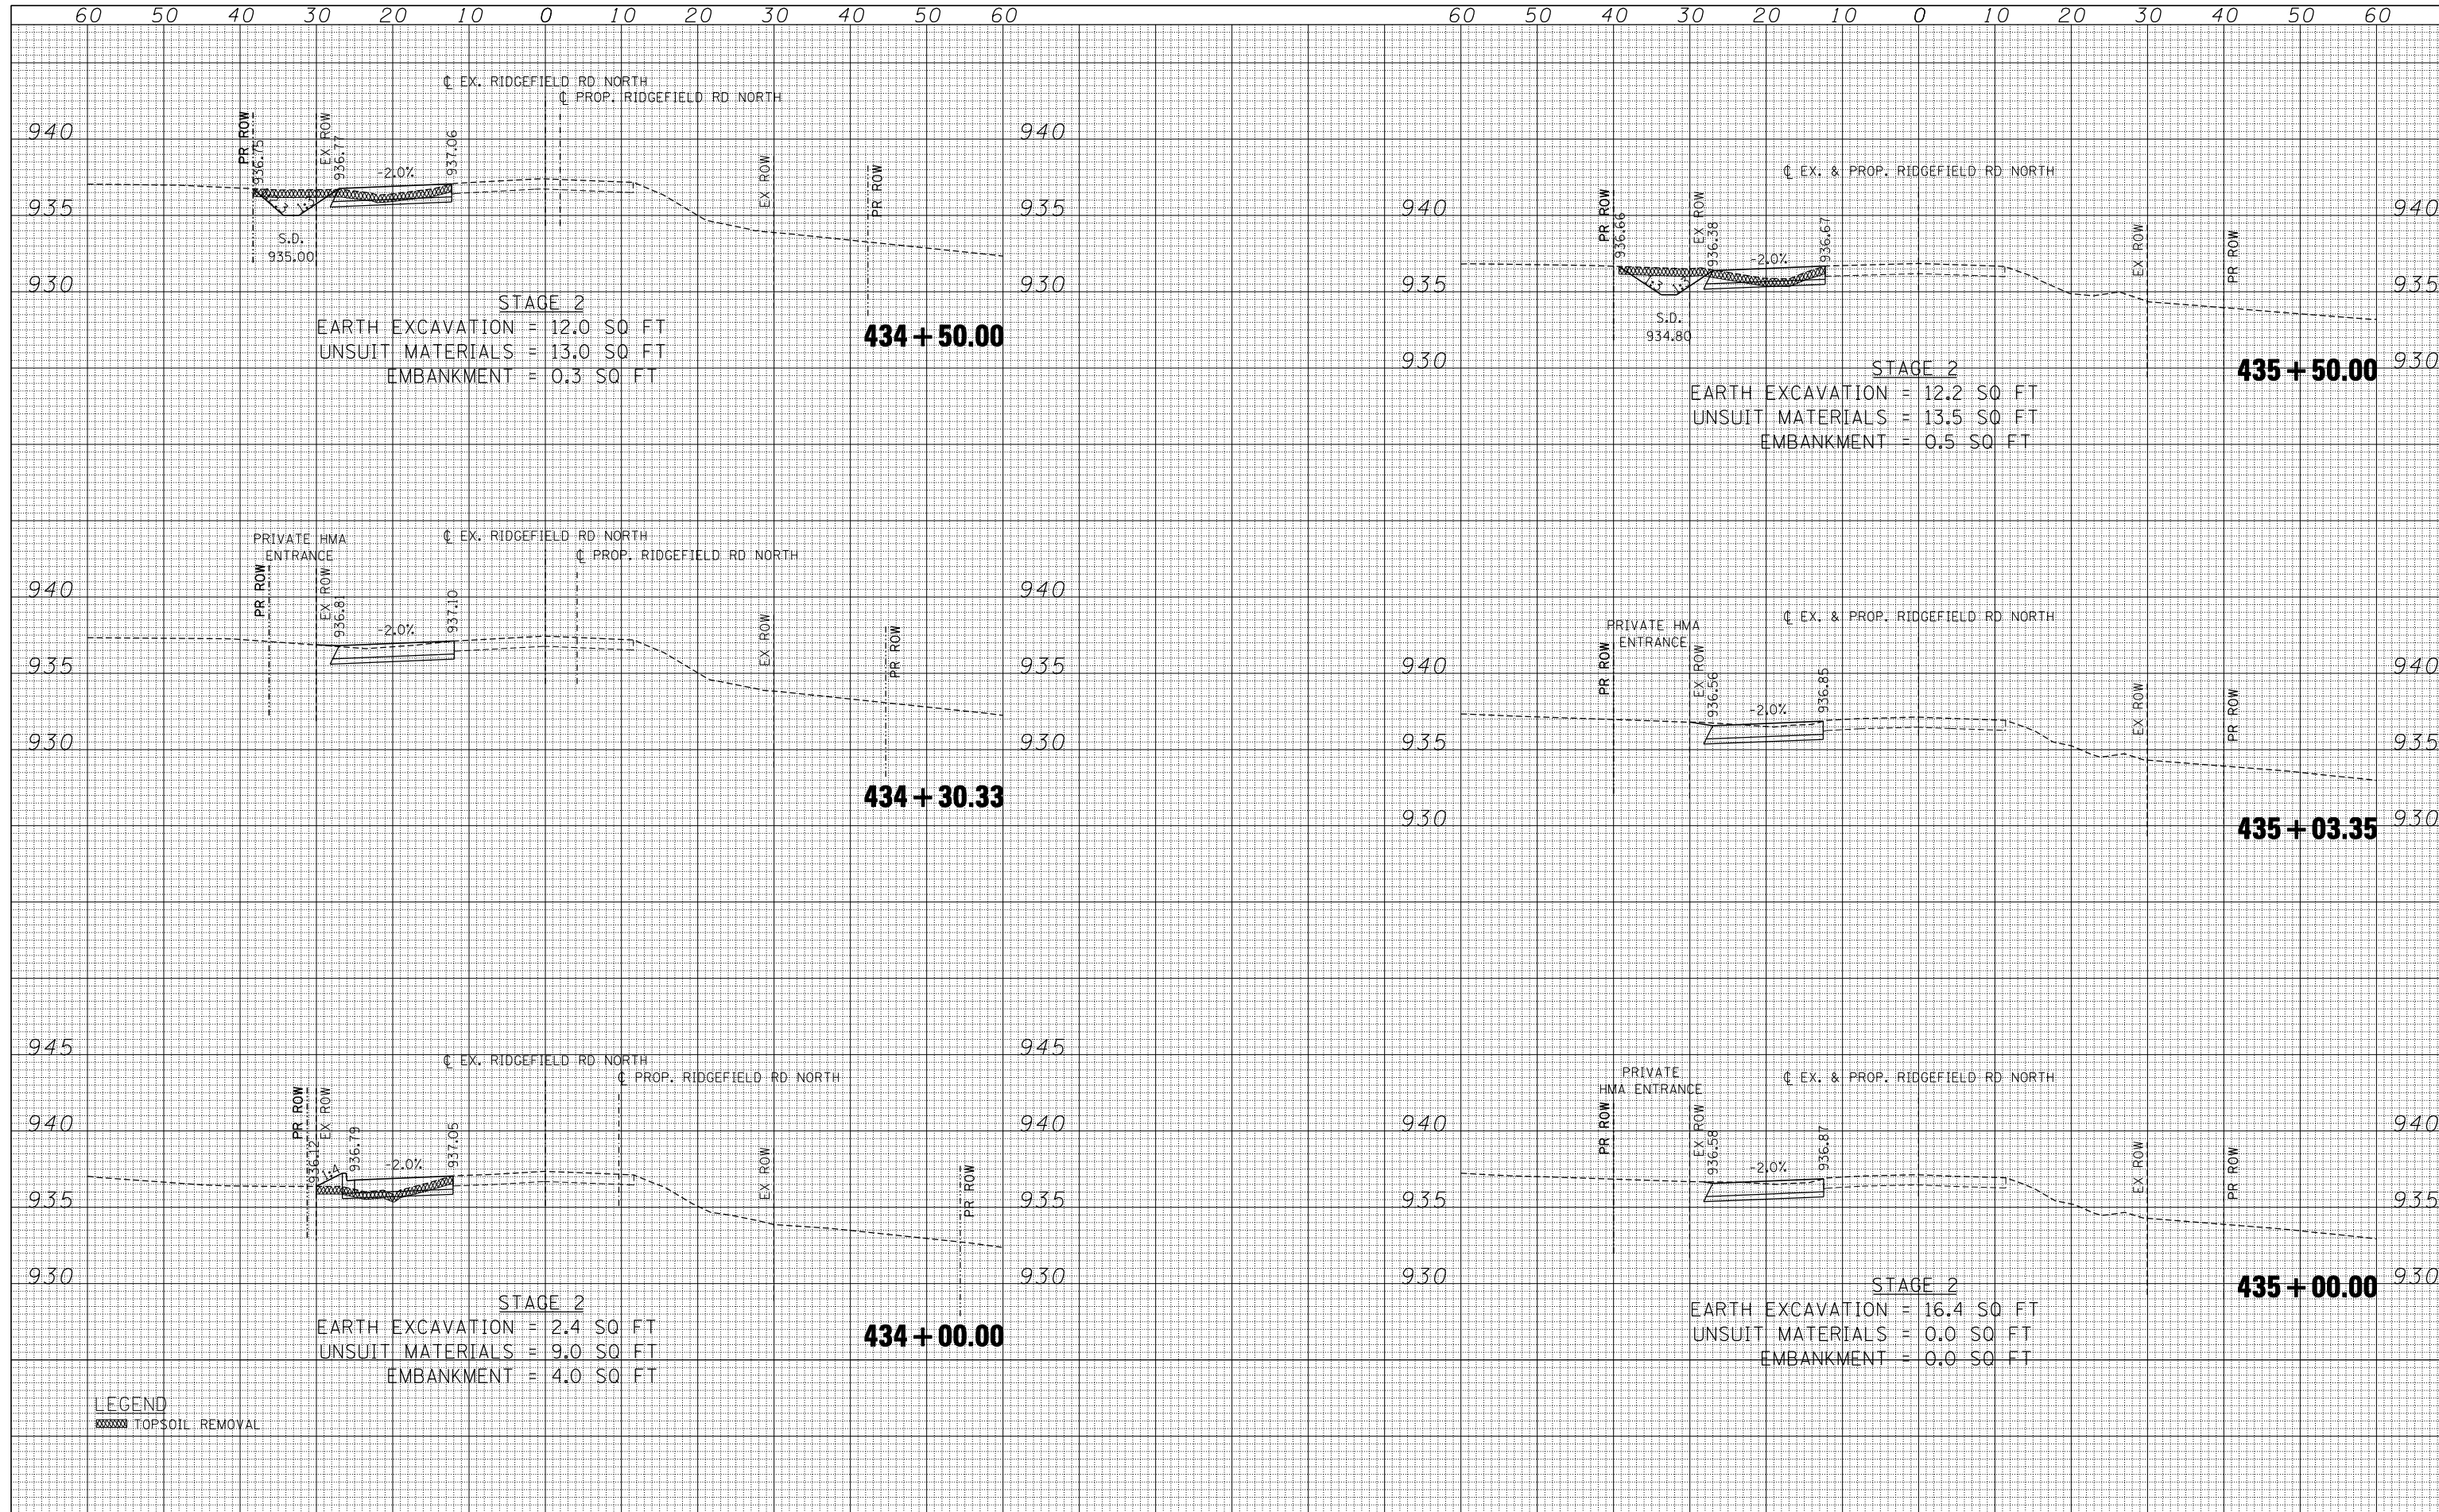 60 50 40 30 20 10 0 10 20 30 40 50 60
60 50 40 30 20 10 0 10 20 30 40 50 60
℄ EX. RIDGEFIELD RD NORTH
℄ PROP. RIDGEFIELD RD NORTH
940
PR ROW
936.75
EX ROW
936.77
-2.0%
937.06
EX ROW
PR ROW
940
935
1:3
1:3
S.D.
935.00
935
930
930
STAGE 2
EARTH EXCAVATION = 12.0 SQ FT
UNSUIT MATERIALS = 13.0 SQ FT
EMBANKMENT = 0.3 SQ FT
434+50.00
PRIVATE HMA
ENTRANCE
℄ EX. RIDGEFIELD RD NORTH
℄ PROP. RIDGEFIELD RD NORTH
940
PR ROW
EX ROW
936.81
-2.0%
937.10
EX ROW
PR ROW
940
935
935
930
930
434+30.33
945
945
℄ EX. RIDGEFIELD RD NORTH
℄ PROP. RIDGEFIELD RD NORTH
940
PR ROW
936.12
EX ROW
1:4
936.79
-2.0%
937.05
EX ROW
PR ROW
940
935
935
930
930
STAGE 2
EARTH EXCAVATION = 2.4 SQ FT
UNSUIT MATERIALS = 9.0 SQ FT
EMBANKMENT = 4.0 SQ FT
434+00.00
LEGEND
TOPSOIL REMOVAL
℄ EX. & PROP. RIDGEFIELD RD NORTH
940
PR ROW
936.66
EX ROW
936.38
-2.0%
936.67
EX ROW
PR ROW
940
935
1:3
1:3
S.D.
934.80
935
930
930
STAGE 2
EARTH EXCAVATION = 12.2 SQ FT
UNSUIT MATERIALS = 13.5 SQ FT
EMBANKMENT = 0.5 SQ FT
435+50.00
PRIVATE HMA
ENTRANCE
℄ EX. & PROP. RIDGEFIELD RD NORTH
940
PR ROW
EX ROW
936.56
-2.0%
936.85
EX ROW
PR ROW
940
935
935
930
930
435+03.35
PRIVATE
HMA ENTRANCE
℄ EX. & PROP. RIDGEFIELD RD NORTH
940
PR ROW
EX ROW
936.58
-2.0%
936.87
EX ROW
PR ROW
940
935
935
930
930
STAGE 2
EARTH EXCAVATION = 16.4 SQ FT
UNSUIT MATERIALS = 0.0 SQ FT
EMBANKMENT = 0.0 SQ FT
435+00.00